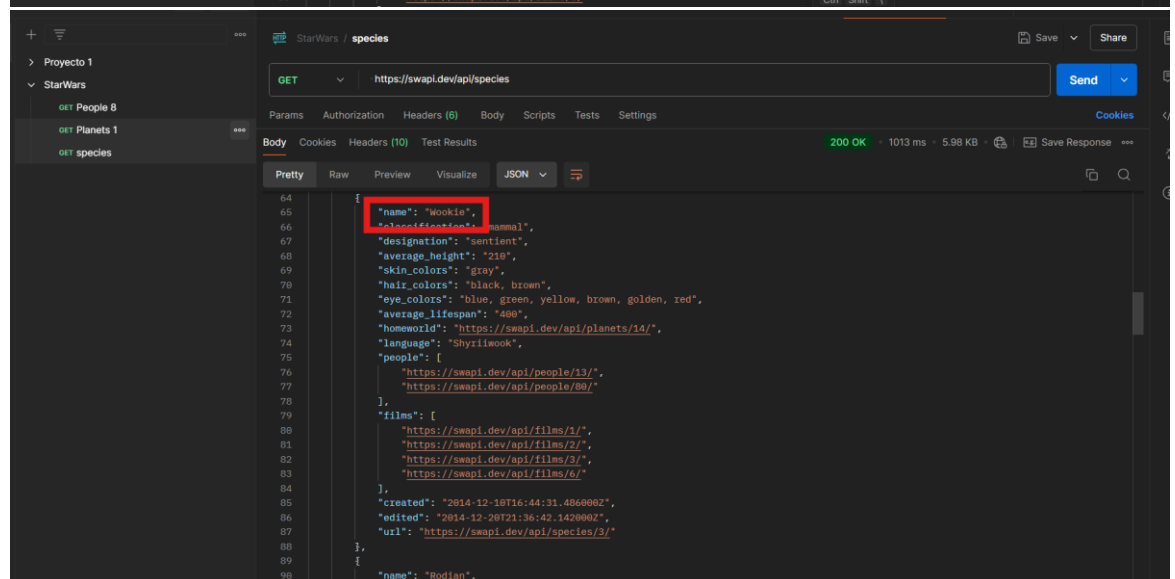 Ctrl Shift \
StarWars / species
Save
Share
Proyecto 1
StarWars
GET People 8
GET Planets 1
GET species
GET
https://swapi.dev/api/species
Send
Params Authorization Headers (6) Body Scripts Tests Settings
Cookies
Body Cookies Headers (10) Test Results
200 OK • 1013 ms • 5.98 KB
Save Response
Pretty Raw Preview Visualize JSON
64 {
65 "name": "Wookie",
66 "classification": "mammal",
67 "designation": "sentient",
68 "average_height": "210",
69 "skin_colors": "gray",
70 "hair_colors": "black, brown",
71 "eye_colors": "blue, green, yellow, brown, golden, red",
72 "average_lifespan": "400",
73 "homeworld": "https://swapi.dev/api/planets/14/",
74 "language": "Shyriiwook",
75 "people": [
76 "https://swapi.dev/api/people/13/",
77 "https://swapi.dev/api/people/80/"
78 ],
79 "films": [
80 "https://swapi.dev/api/films/1/",
81 "https://swapi.dev/api/films/2/",
82 "https://swapi.dev/api/films/3/",
83 "https://swapi.dev/api/films/6/"
84 ],
85 "created": "2014-12-10T16:44:31.486000Z",
86 "edited": "2014-12-20T21:36:42.142000Z",
87 "url": "https://swapi.dev/api/species/3/"
88 },
89 {
90 "name": "Rodian",